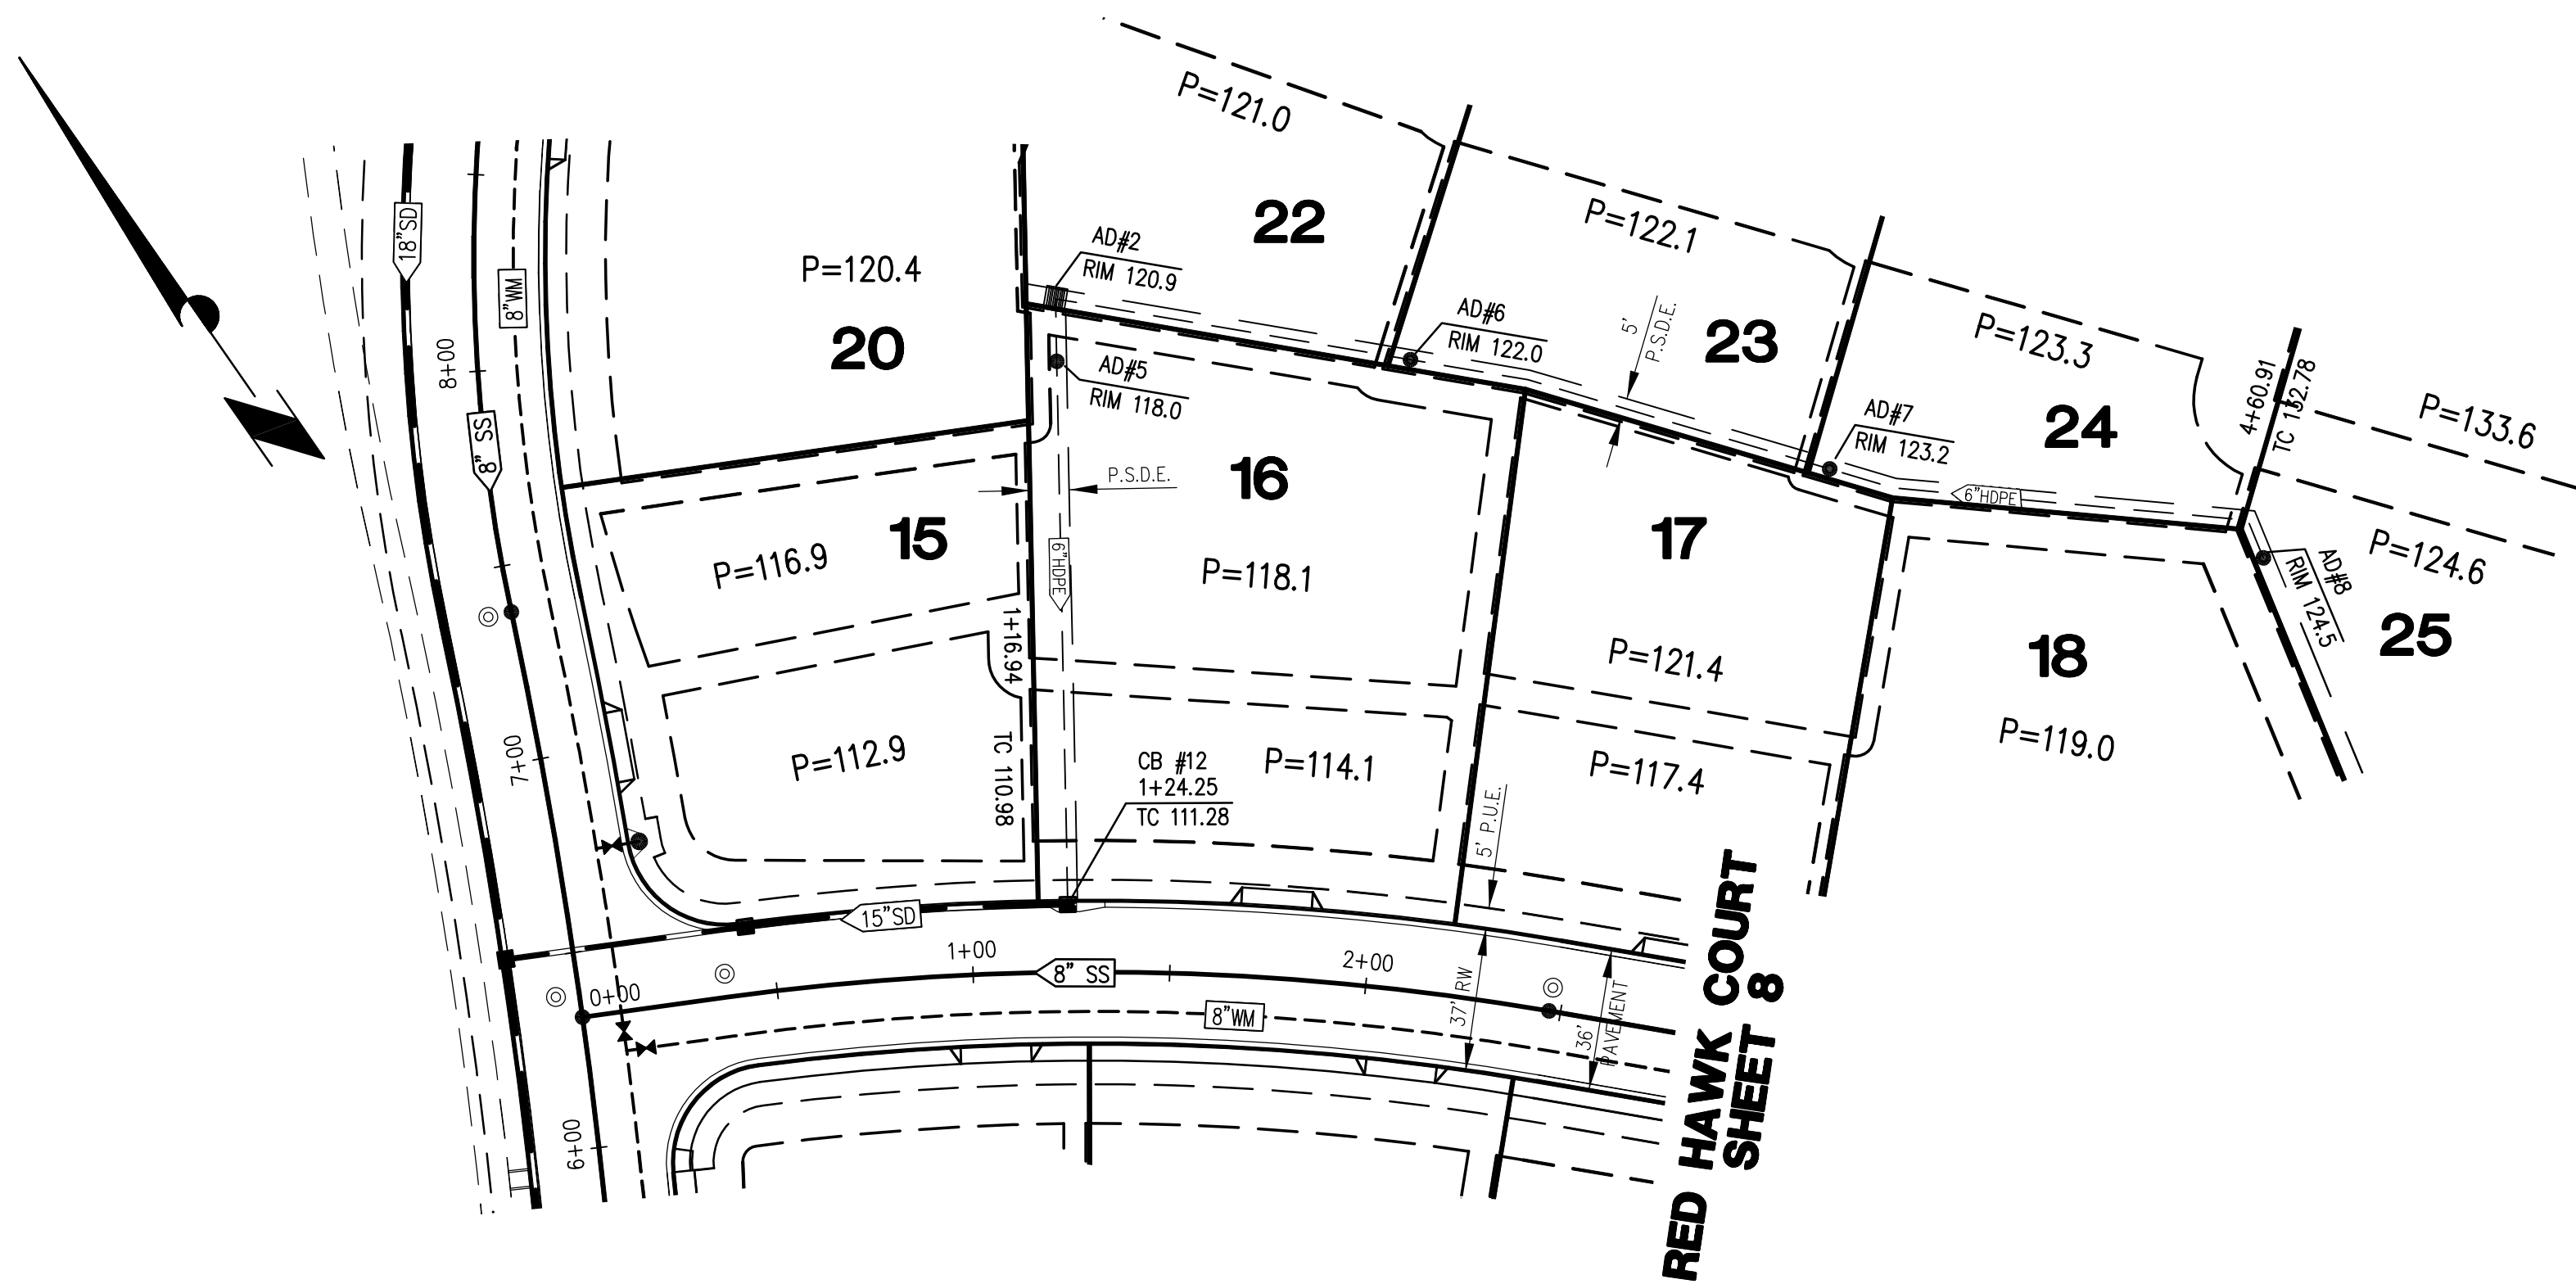 P=121.0
22
P=122.1
23
P=123.3
24
P=133.6
P=124.6
25
4+60.91
TC 132.78
AD#2
RIM 120.9
AD#6
RIM 122.0
5'
P.S.D.E.
AD#7
RIM 123.2
6"HDPE
AD#8
RIM 124.5
18"SD
8"WM
8+00
8" SS
P=120.4
20
AD#5
RIM 118.0
P.S.D.E.
6"HDPE
15
P=116.9
16
P=118.1
17
P=121.4
18
P=119.0
1+16.94
TC 110.98
7+00
P=112.9
CB #12
1+24.25
TC 111.28
P=114.1
P=117.4
5' P.U.E.
15"SD
0+00
1+00
8" SS
2+00
8"WM
37' RW
36'
PAVEMENT
6+00
RED HAWK COURT
SHEET 8